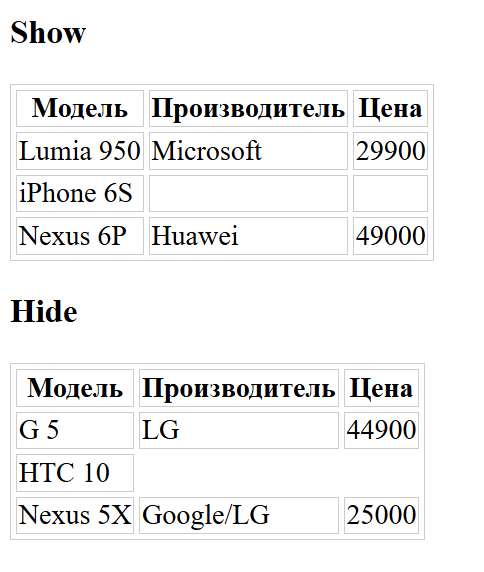 Show
Модель Производитель Цена
Lumia 950 Microsoft 29900
iPhone 6S
Nexus 6P Huawei 49000
Hide
Модель Производитель Цена
G 5 LG 44900
HTC 10
Nexus 5X Google/LG 25000